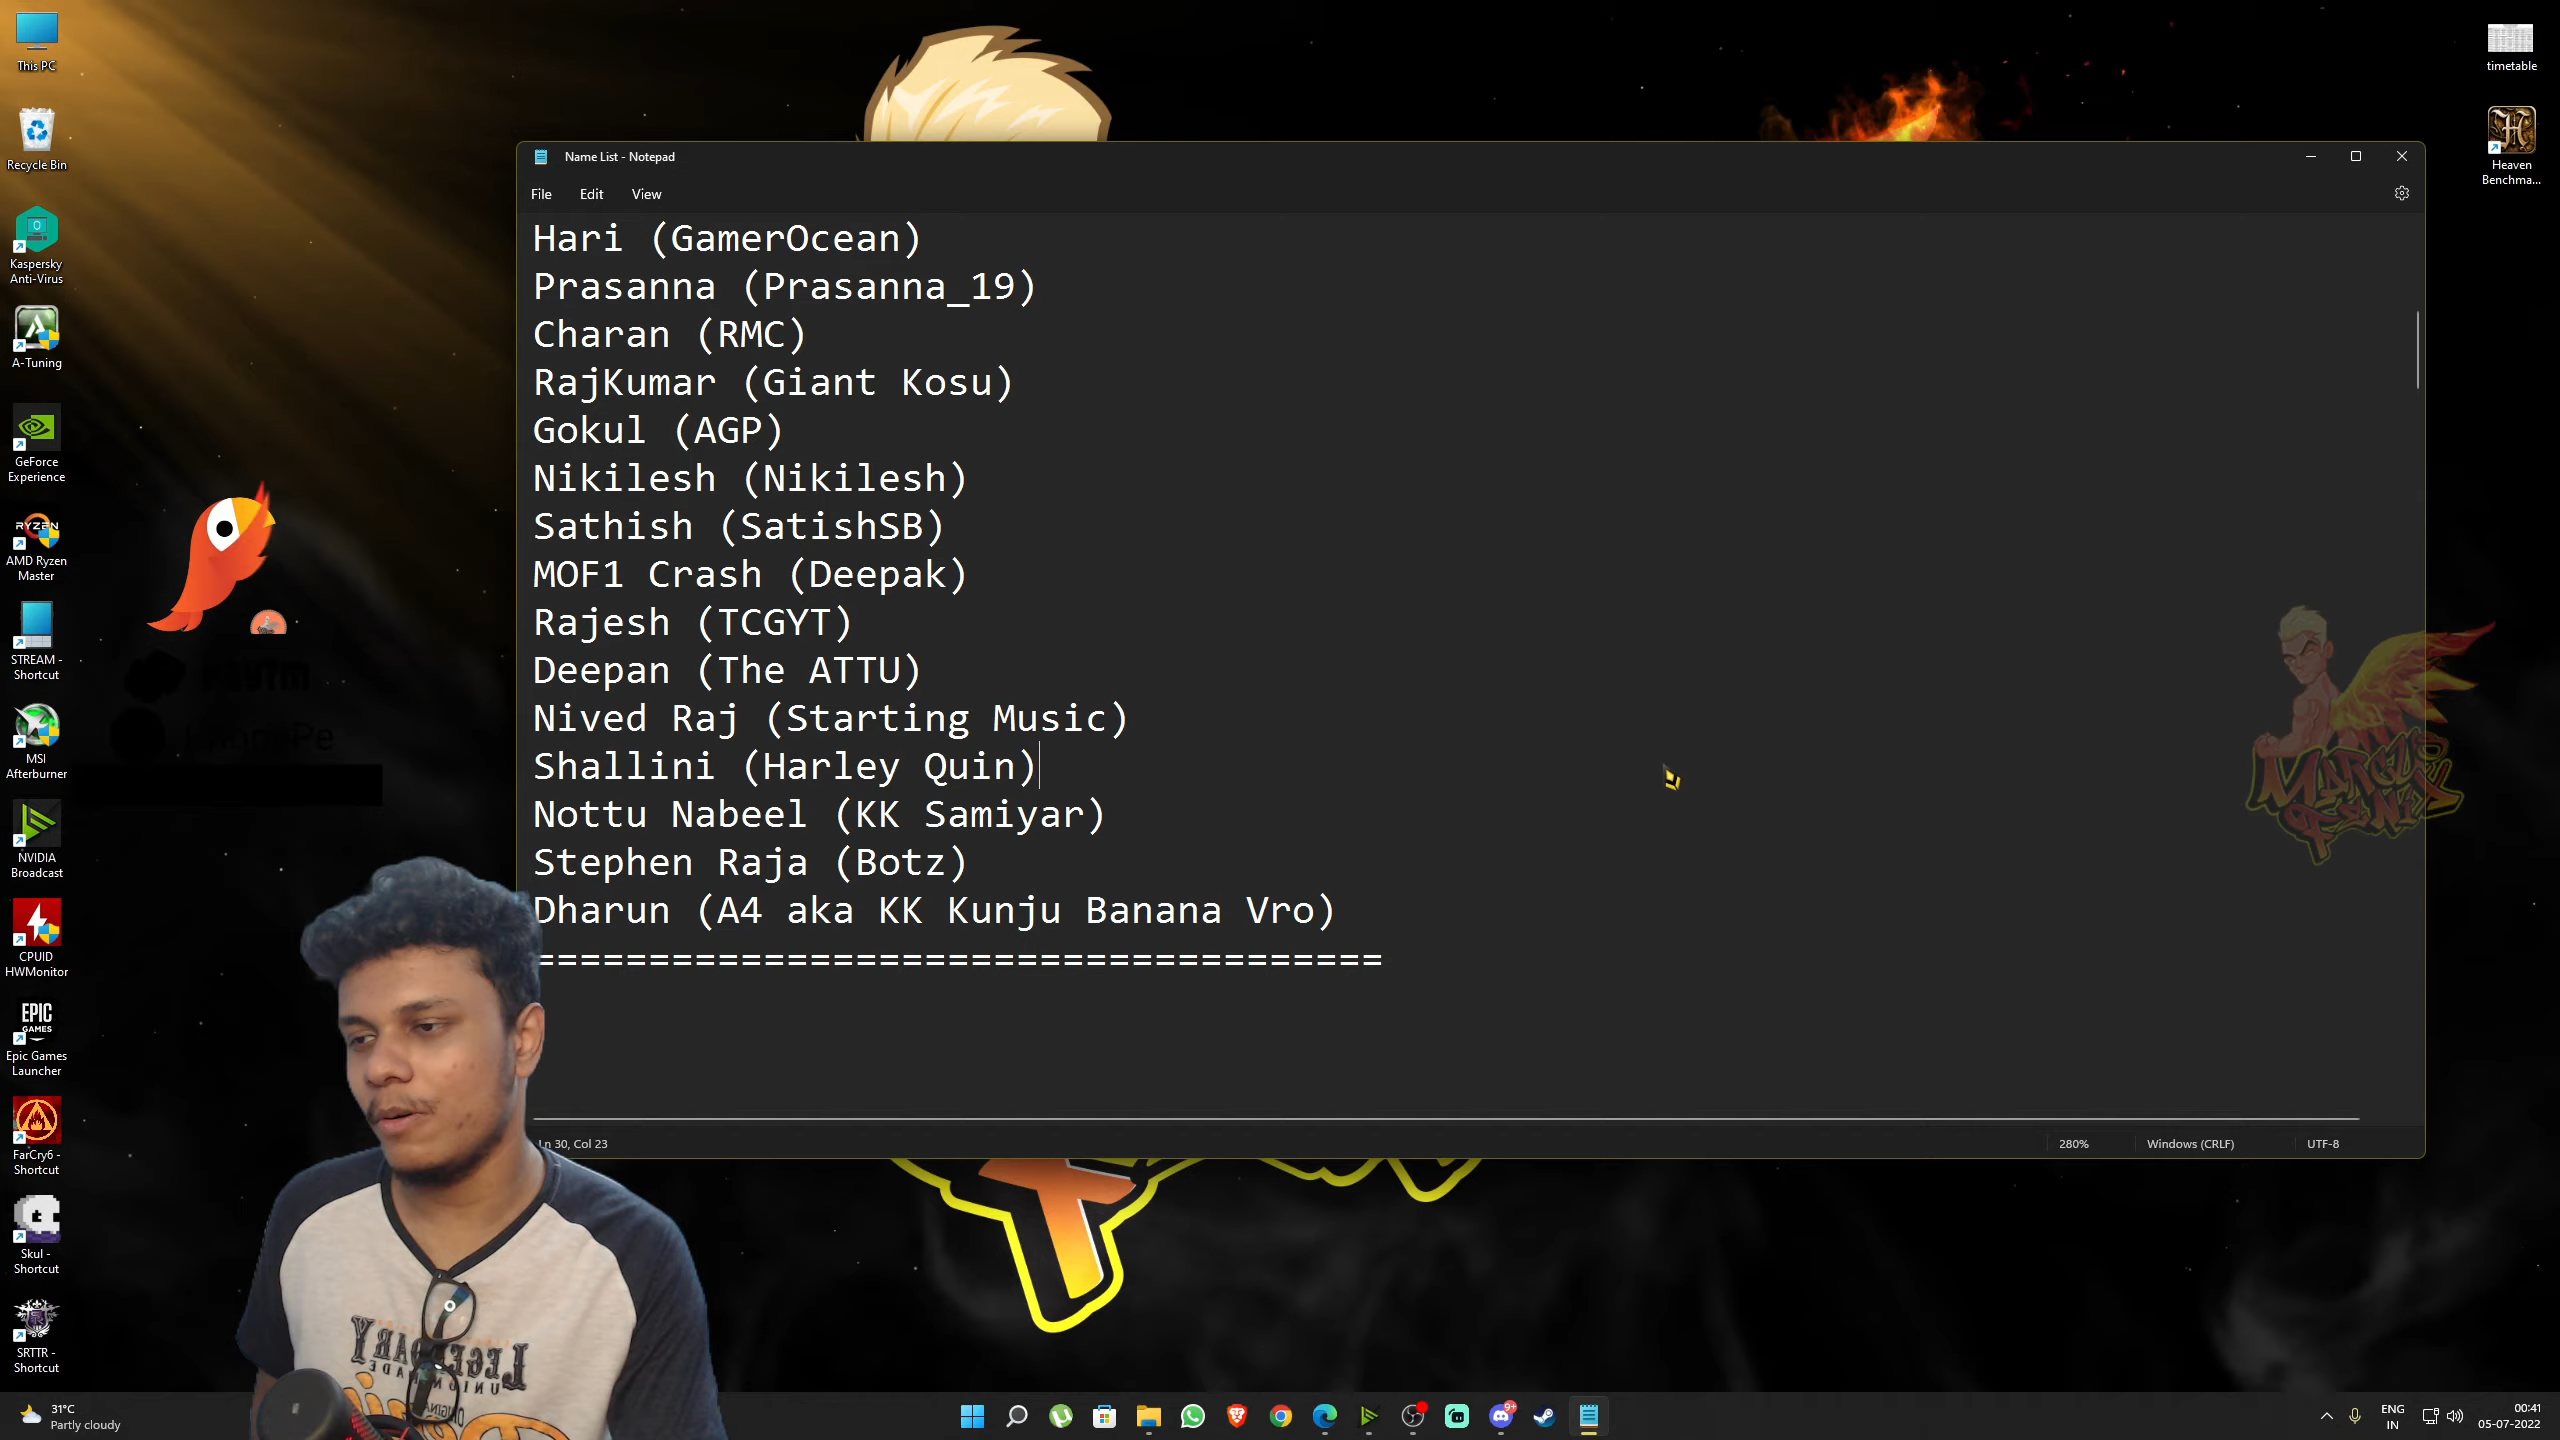 This PC
Recycle Bin
Kaspersky
Anti-Virus
A-Tuning
GeForce
Experience
RYZEN
AMD Ryzen
Master
STREAM -
Shortcut
MSI
Afterburner
NVIDIA
Broadcast
CPUID
HWMonitor
EPIC
GAMES
Epic Games
Launcher
FarCry6 -
Shortcut
Skul -
Shortcut
SRTTR -
Shortcut
timetable
Heaven
Benchma...
Name List - Notepad
File Edit View
Hari (GamerOcean)
Prasanna (Prasanna_19)
Charan (RMC)
RajKumar (Giant Kosu)
Gokul (AGP)
Nikilesh (Nikilesh)
Sathish (SatishSB)
MOF1 Crash (Deepak)
Rajesh (TCGYT)
Deepan (The ATTU)
Nived Raj (Starting Music)
Shallini (Harley Quin)
Nottu Nabeel (KK Samiyar)
Stephen Raja (Botz)
Dharun (A4 aka KK Kunju Banana Vro)
=====================================
Ln 30, Col 23
280%
Windows (CRLF)
UTF-8
LEGENDARY
31°C
Partly cloudy
9+
ENG
IN
00:41
05-07-2022